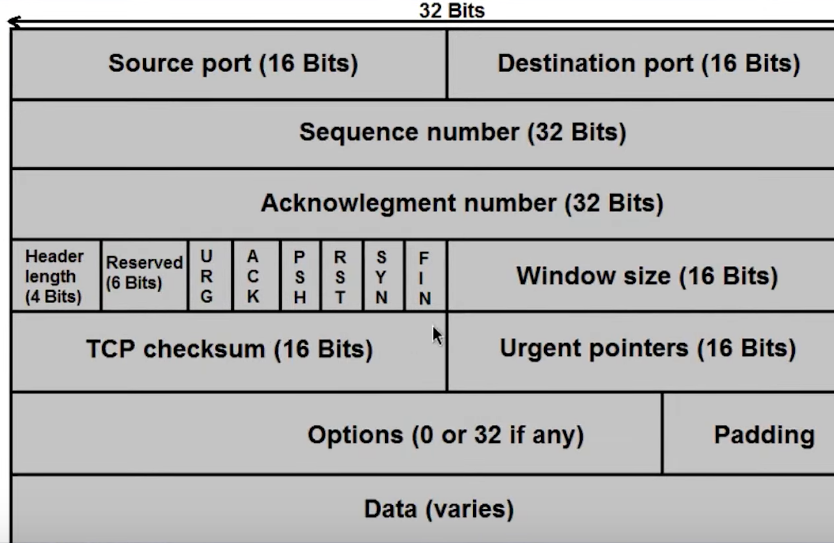 32 Bits
Source port (16 Bits)
Destination port (16 Bits)
Sequence number (32 Bits)
Acknowlegment number (32 Bits)
Header
length
(4 Bits)
Reserved
(6 Bits)
URG
ACK
PSH
RST
SYN
FIN
Window size (16 Bits)
TCP checksum (16 Bits)
Urgent pointers (16 Bits)
Options (0 or 32 if any)
Padding
Data (varies)